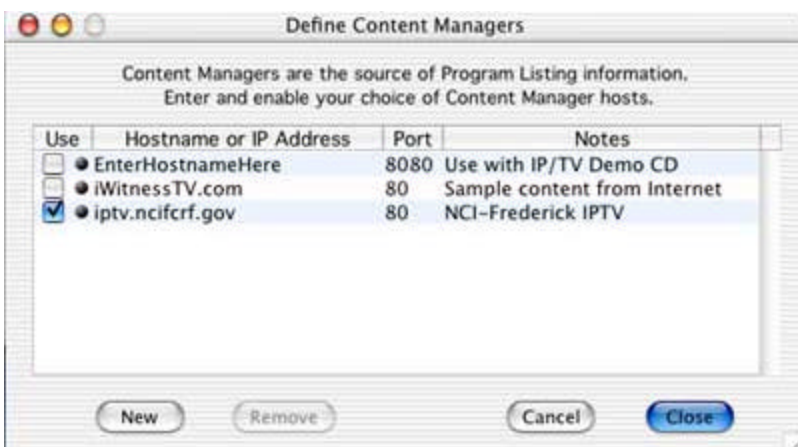 Define Content Managers
Content Managers are the source of Program Listing information.
Enter and enable your choice of Content Manager hosts.
Use Hostname or IP Address Port Notes
EnterHostnameHere 8080 Use with IP/TV Demo CD
iWitnessTV.com 80 Sample content from Internet
iptv.ncifcrf.gov 80 NCI-Frederick IPTV
New Remove Cancel Close